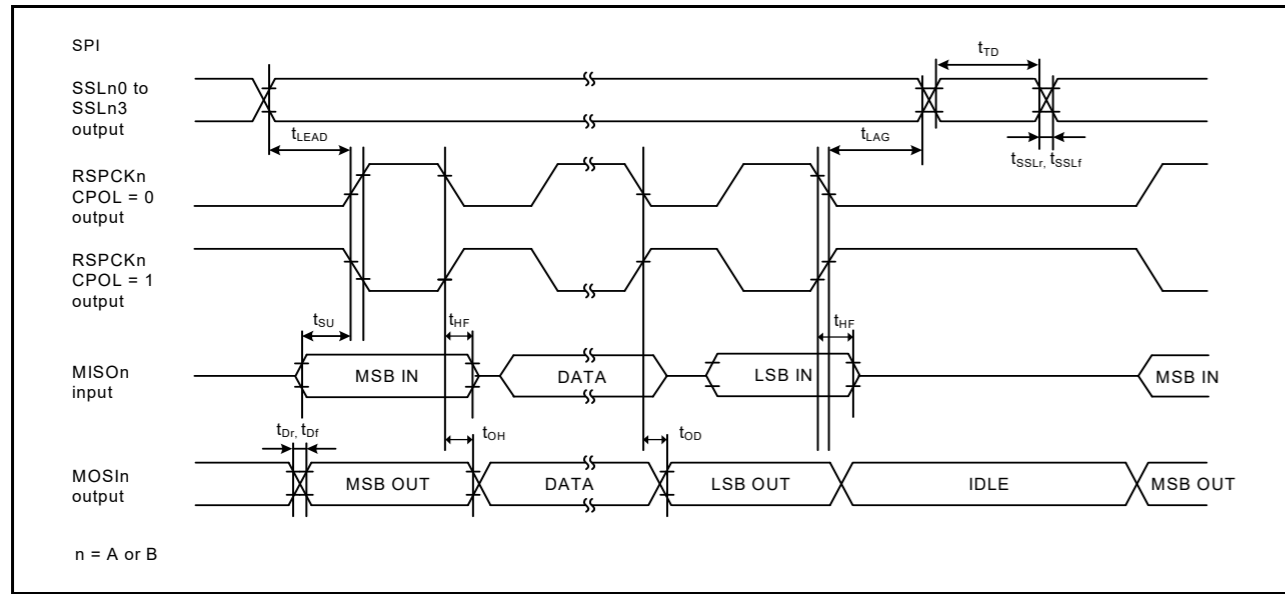 SPI
SSLn0 to
SSLn3
output
tTD
tLEAD
tLAG
tSSLr, tSSLf
RSPCKn
CPOL = 0
output
RSPCKn
CPOL = 1
output
tSU
tHF
tHF
MISOn
input
MSB IN
DATA
LSB IN
MSB IN
tDr, tDf
tOH
tOD
MOSIn
output
MSB OUT
DATA
LSB OUT
IDLE
MSB OUT
n = A or B